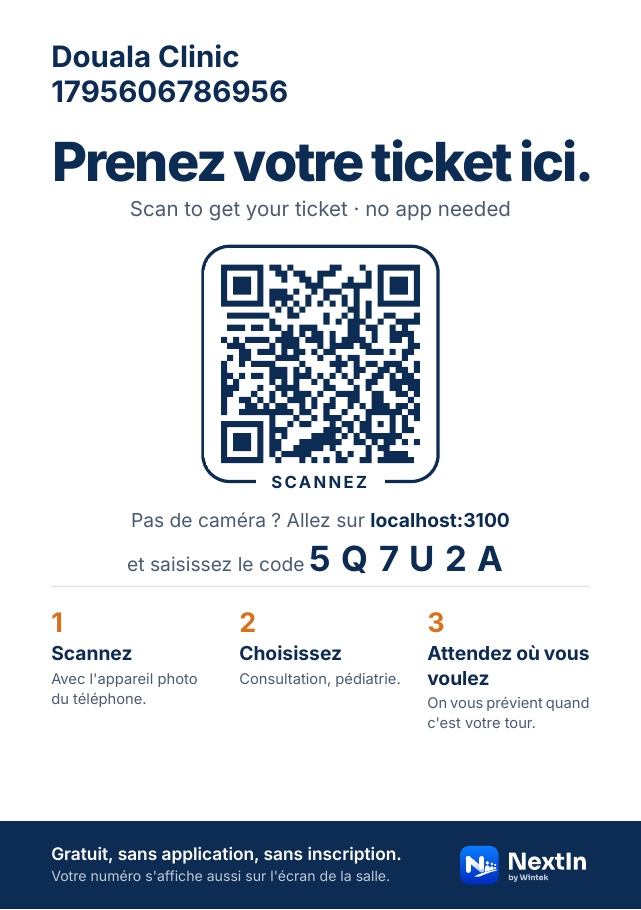 Douala Clinic
1795606786956
Prenez votre ticket ici.
Scan to get your ticket · no app needed
SCANNEZ
Pas de caméra ? Allez sur localhost:3100
et saisissez le code 5 Q 7 U 2 A
1
Scannez
Avec l'appareil photo
du téléphone.
2
Choisissez
Consultation, pédiatrie.
3
Attendez où vous
voulez
On vous prévient quand
c'est votre tour.
Gratuit, sans application, sans inscription.
Votre numéro s'affiche aussi sur l'écran de la salle.
N
NextIn
by Wintek